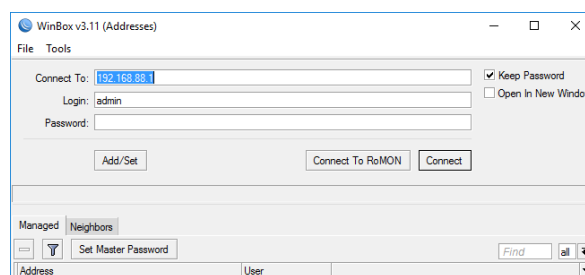 WinBox v3.11 (Addresses)
File Tools
Connect To: 192.168.88.1
Keep Password
Login: admin
Open In New Windo
Password:
Add/Set Connect To RoMON Connect
Managed Neighbors
Set Master Password Find all
Address User